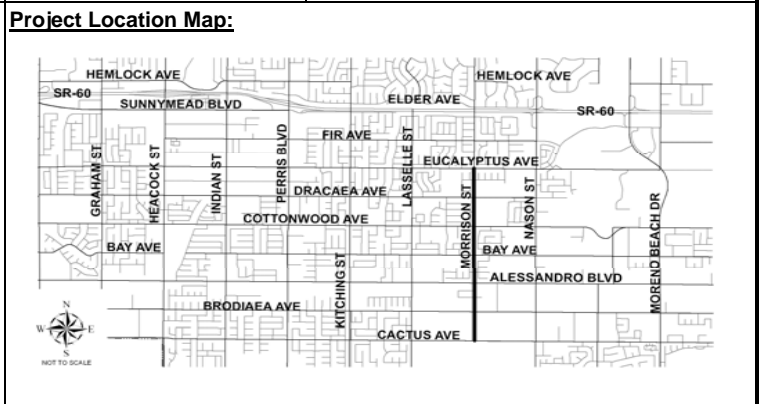 Project Location Map:
HEMLOCK AVE
HEMLOCK AVE
SR-60
SUNNYMEAD BLVD
ELDER AVE
SR-60
FIR AVE
EUCALYPTUS AVE
GRAHAM ST
HEACOCK ST
INDIAN ST
PERRIS BLVD
LASSELLE ST
DRACAEA AVE
MORRISON ST
NASON ST
MOREND BEACH DR
COTTONWOOD AVE
BAY AVE
BAY AVE
KITCHING ST
ALESSANDRO BLVD
BRODIAEA AVE
CACTUS AVE
N
W E
S
NOT TO SCALE